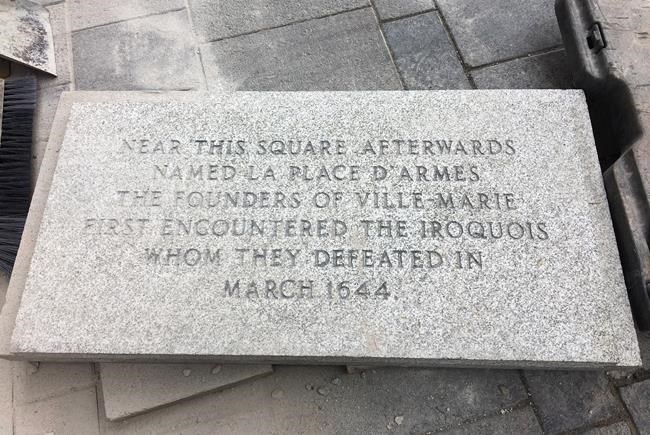 NEAR THIS SQUARE AFTERWARDS
NAMED LA PLACE D'ARMES
THE FOUNDERS OF VILLE-MARIE
FIRST ENCOUNTERED THE IROQUOIS
WHOM THEY DEFEATED IN
MARCH 1644.